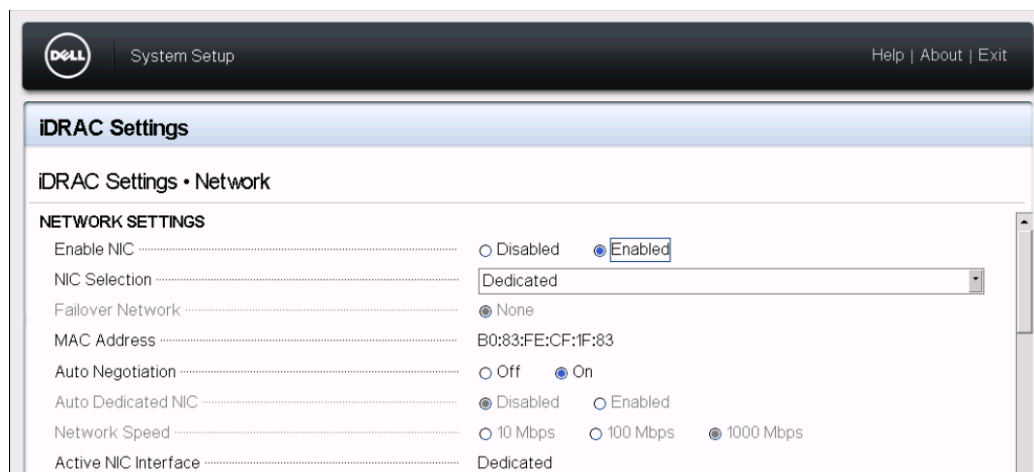 DELL System Setup Help | About | Exit
iDRAC Settings
iDRAC Settings • Network
NETWORK SETTINGS
Enable NIC Disabled Enabled
NIC Selection Dedicated
Failover Network None
MAC Address B0:83:FE:CF:1F:83
Auto Negotiation Off On
Auto Dedicated NIC Disabled Enabled
Network Speed 10 Mbps 100 Mbps 1000 Mbps
Active NIC Interface Dedicated